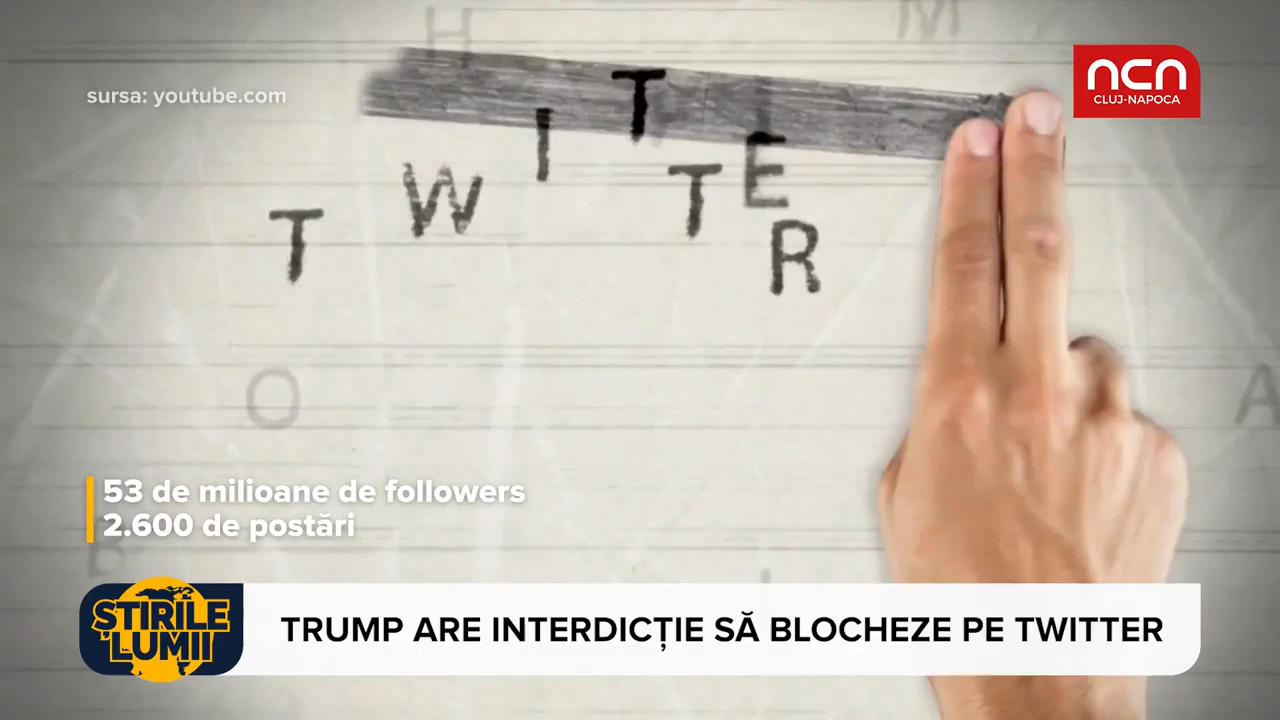 H
M
sursa: youtube.com
ncn
CLUJ-NAPOCA
T W I T T E R
O
A
53 de milioane de followers
2.600 de postări
B
ȘTIRILE
LUMII
TRUMP ARE INTERDICȚIE SĂ BLOCHEZE PE TWITTER